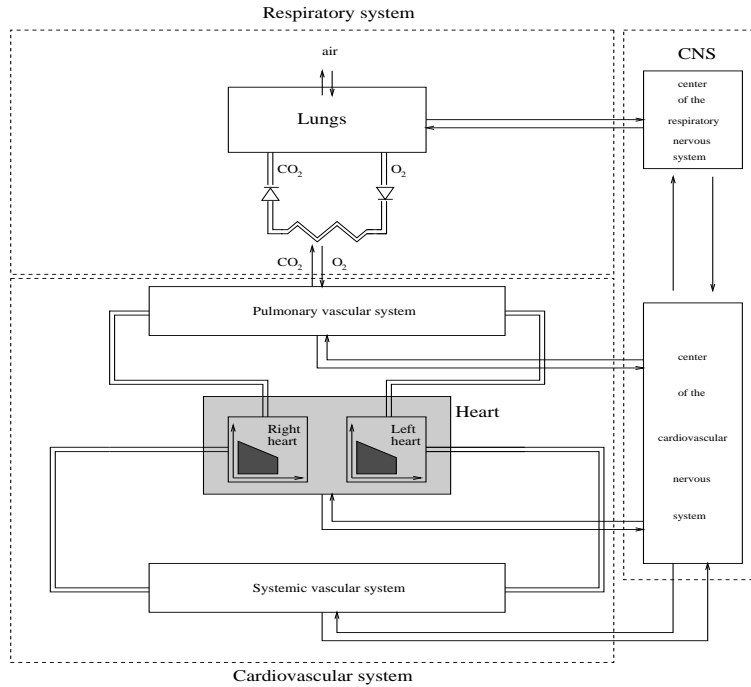 Respiratory system
air
Lungs
CO2
O2
CO2
O2
CNS
center
of the
respiratory
nervous
system
Pulmonary vascular system
Heart
Right
heart
Left
heart
center
of the
cardiovascular
nervous
system
Systemic vascular system
Cardiovascular system